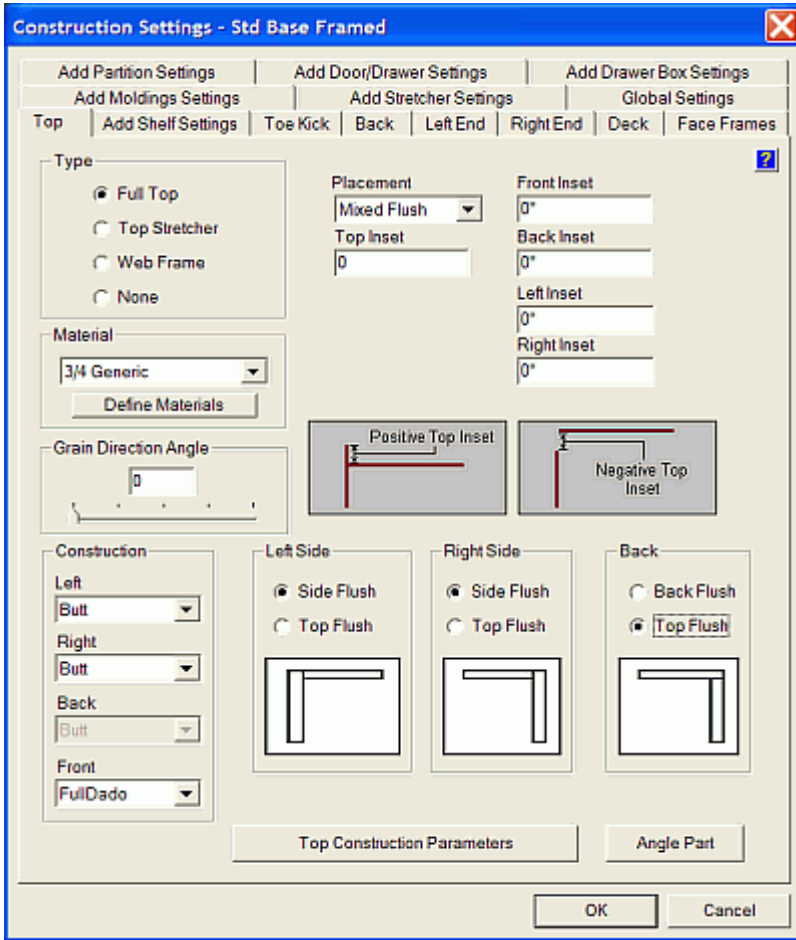 Construction Settings - Std Base Framed
Add Partition Settings Add Door/Drawer Settings Add Drawer Box Settings
Add Moldings Settings Add Stretcher Settings Global Settings
Top Add Shelf Settings Toe Kick Back Left End Right End Deck Face Frames
Type
Full Top
Top Stretcher
Web Frame
None
Placement
Mixed Flush
Top Inset
0
Front Inset
0"
Back Inset
0"
Left Inset
0"
Right Inset
0"
?
Material
3/4 Generic
Define Materials
Grain Direction Angle
0
Positive Top Inset
Negative Top
Inset
Construction
Left
Butt
Right
Butt
Back
Butt
Front
FullDado
Left Side
Side Flush
Top Flush
Right Side
Side Flush
Top Flush
Back
Back Flush
Top Flush
Top Construction Parameters
Angle Part
OK Cancel